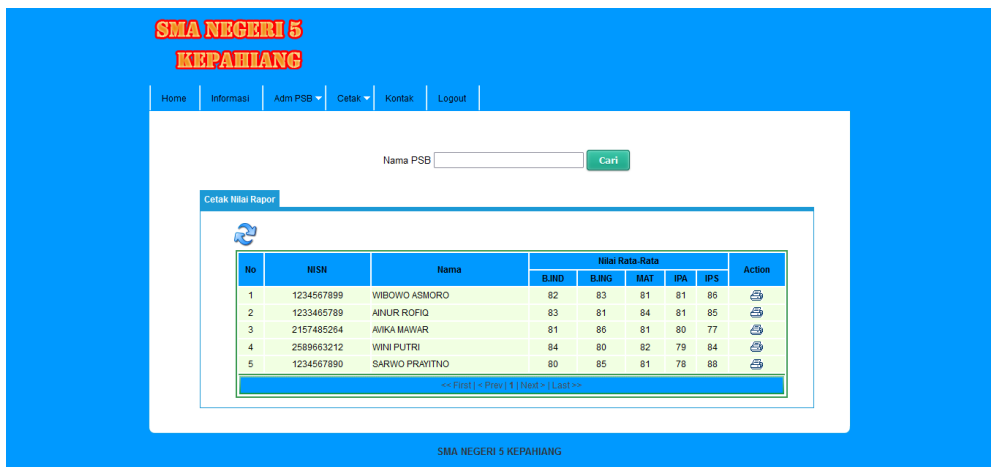 SMA NEGERI 5
KEPAHIANG
Home Informasi Adm PSB Cetak Kontak Logout
Nama PSB Cari
Cetak Nilai Rapor
No NISN Nama Nilai Rata-Rata Action
B.IND B.ING MAT IPA IPS
1 1234567899 WIBOWO ASMORO 82 83 81 81 86
2 1233465789 AINUR ROFIQ 83 81 84 81 85
3 2157485264 AVIKA MAWAR 81 86 81 80 77
4 2589663212 WINI PUTRI 84 80 82 79 84
5 1234567890 SARWO PRAYITNO 80 85 81 78 88
<< First | < Prev | 1 | Next > | Last >>
SMA NEGERI 5 KEPAHIANG